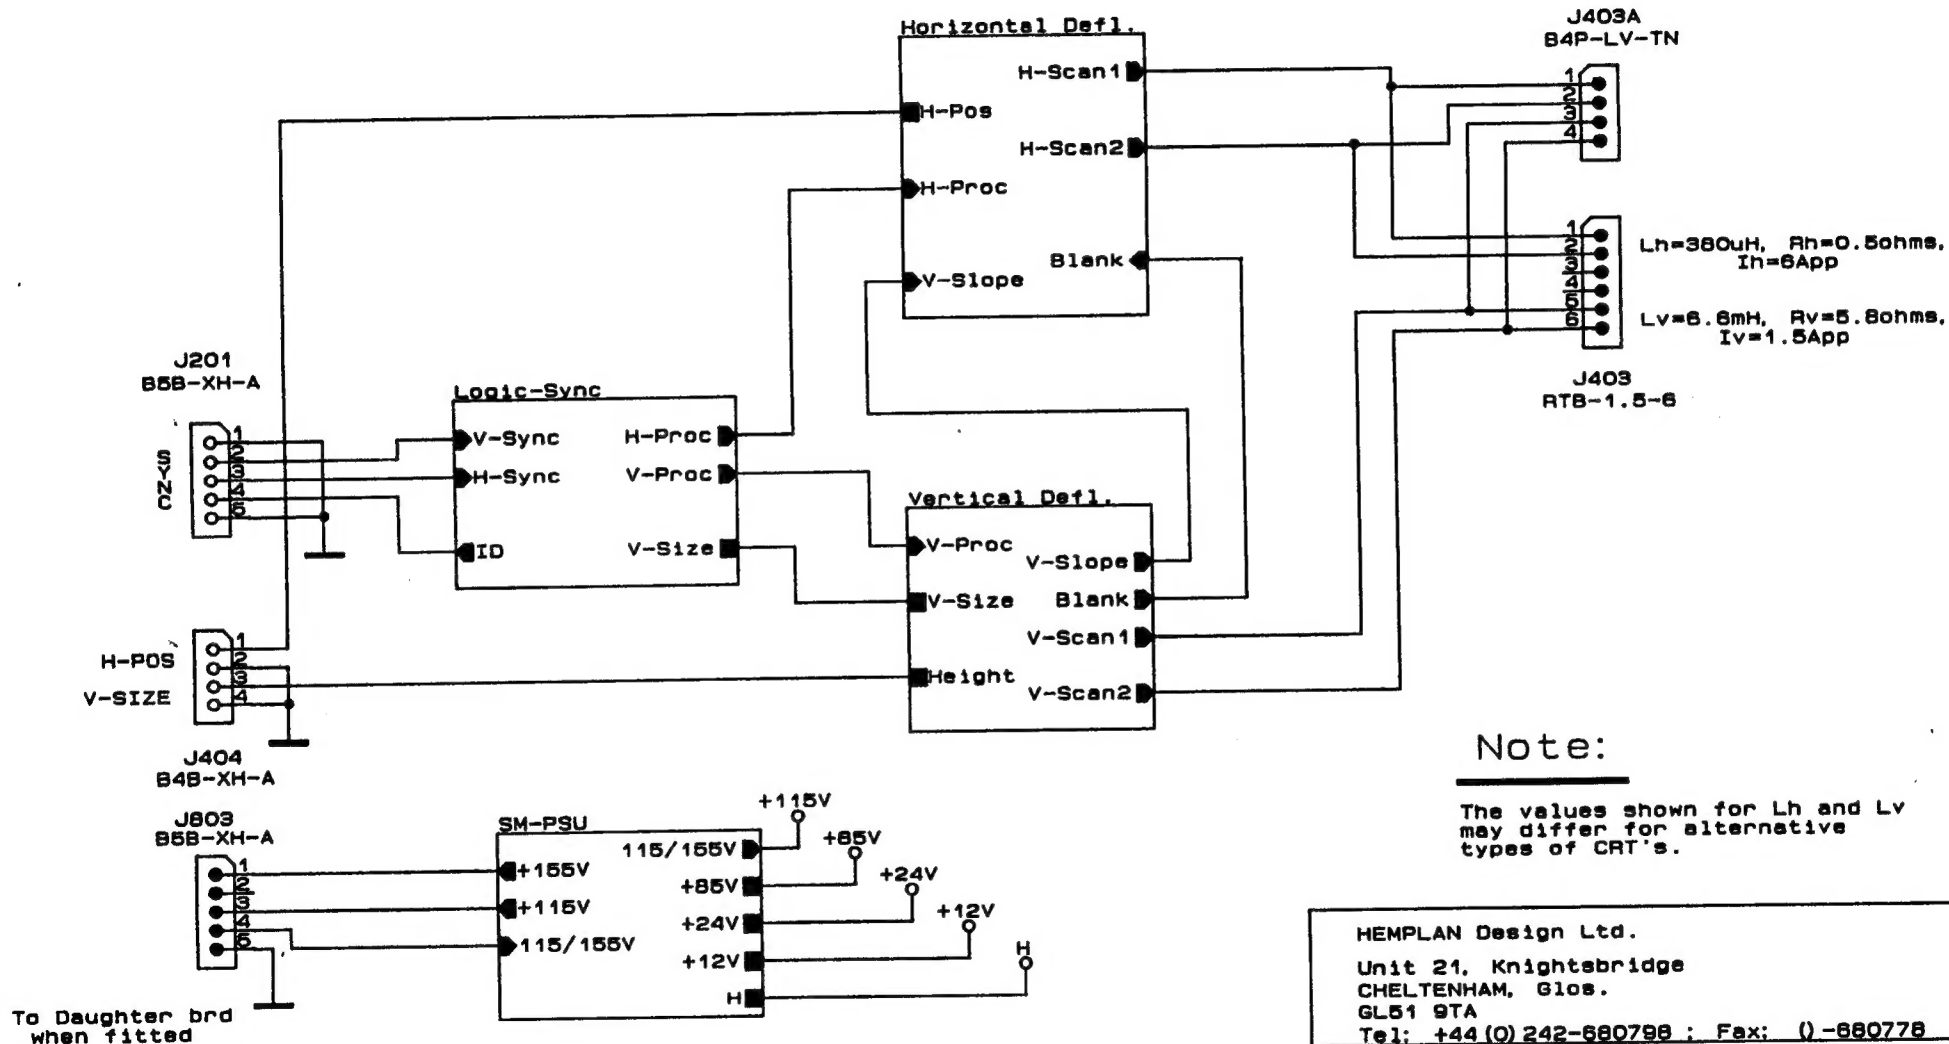 Horizontal Defl.
H-Scan1
H-Pos
H-Scan2
H-Proc
Blank
V-Slope
J403A
B4P-LV-TN
1
2
3
4
1
2
3
4
5
6
Lh=380uH, Rh=0.5ohms,
Ih=6App
Lv=6.6mH, Rv=5.8ohms,
Iv=1.5App
J403
RTB-1.5-6
J201
B5B-XH-A
SYNC
1
2
3
4
5
Logic-Sync
V-Sync
H-Proc
H-Sync
V-Proc
ID
V-Size
Vertical Defl.
V-Proc
V-Slope
V-Size
Blank
V-Scan1
Height
V-Scan2
H-POS
V-SIZE
1
2
3
4
J404
B4B-XH-A
J803
B5B-XH-A
1
2
3
4
5
To Daughter brd
when fitted
SM-PSU
+155V
+115V
115/155V
115/155V
+85V
+24V
+12V
H
+115V
+85V
+24V
+12V
H
Note:
The values shown for Lh and Lv
may differ for alternative
types of CRT's.
HEMPLAN Design Ltd.
Unit 21, Knightsbridge
CHELTENHAM, Glos.
GL51 9TA
Tel: +44(0)242-680798 ; Fax: ()-680778